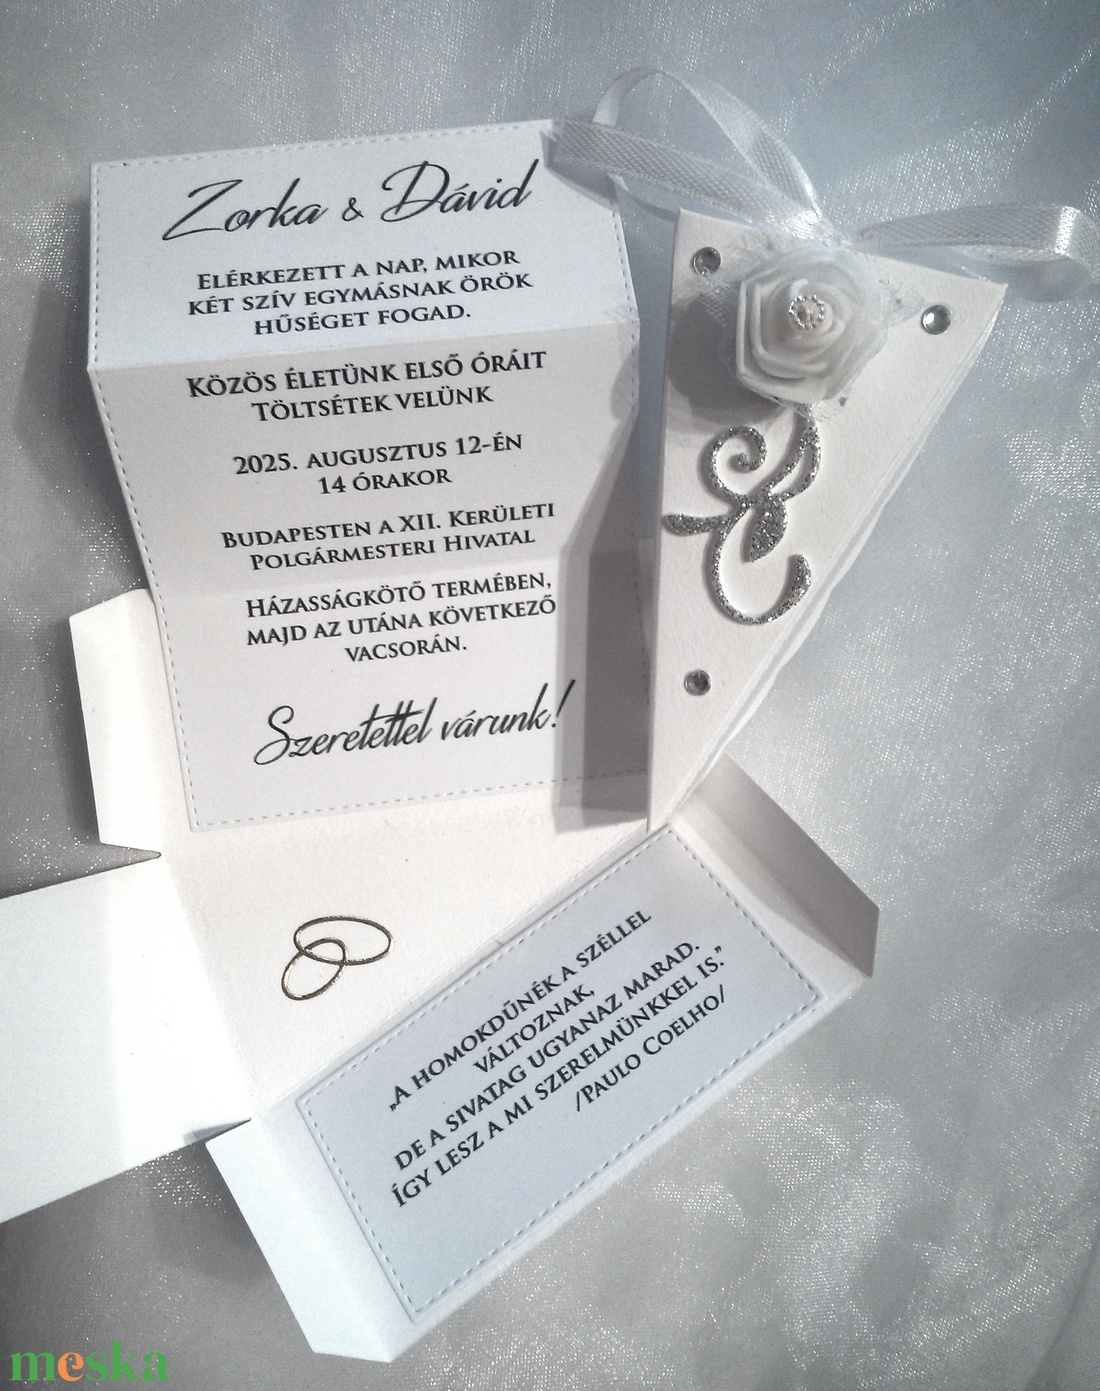 Zorka & Dávid
Elérkezett a nap, mikor
két szív egymásnak örök
hűséget fogad.
Közös életünk első óráit
Töltsétek velünk
2025. augusztus 12-én
14 órakor
Budapesten a XII. Kerületi
Polgármesteri Hivatal
Házasságkötő termében,
majd az utána következő
vacsorán.
Szeretettel várunk!
„A homokdűnék a széllel
változnak,
de a sivatag ugyanaz marad.
Így lesz a mi szerelmünkkel is.”
/Paulo Coelho/
meska